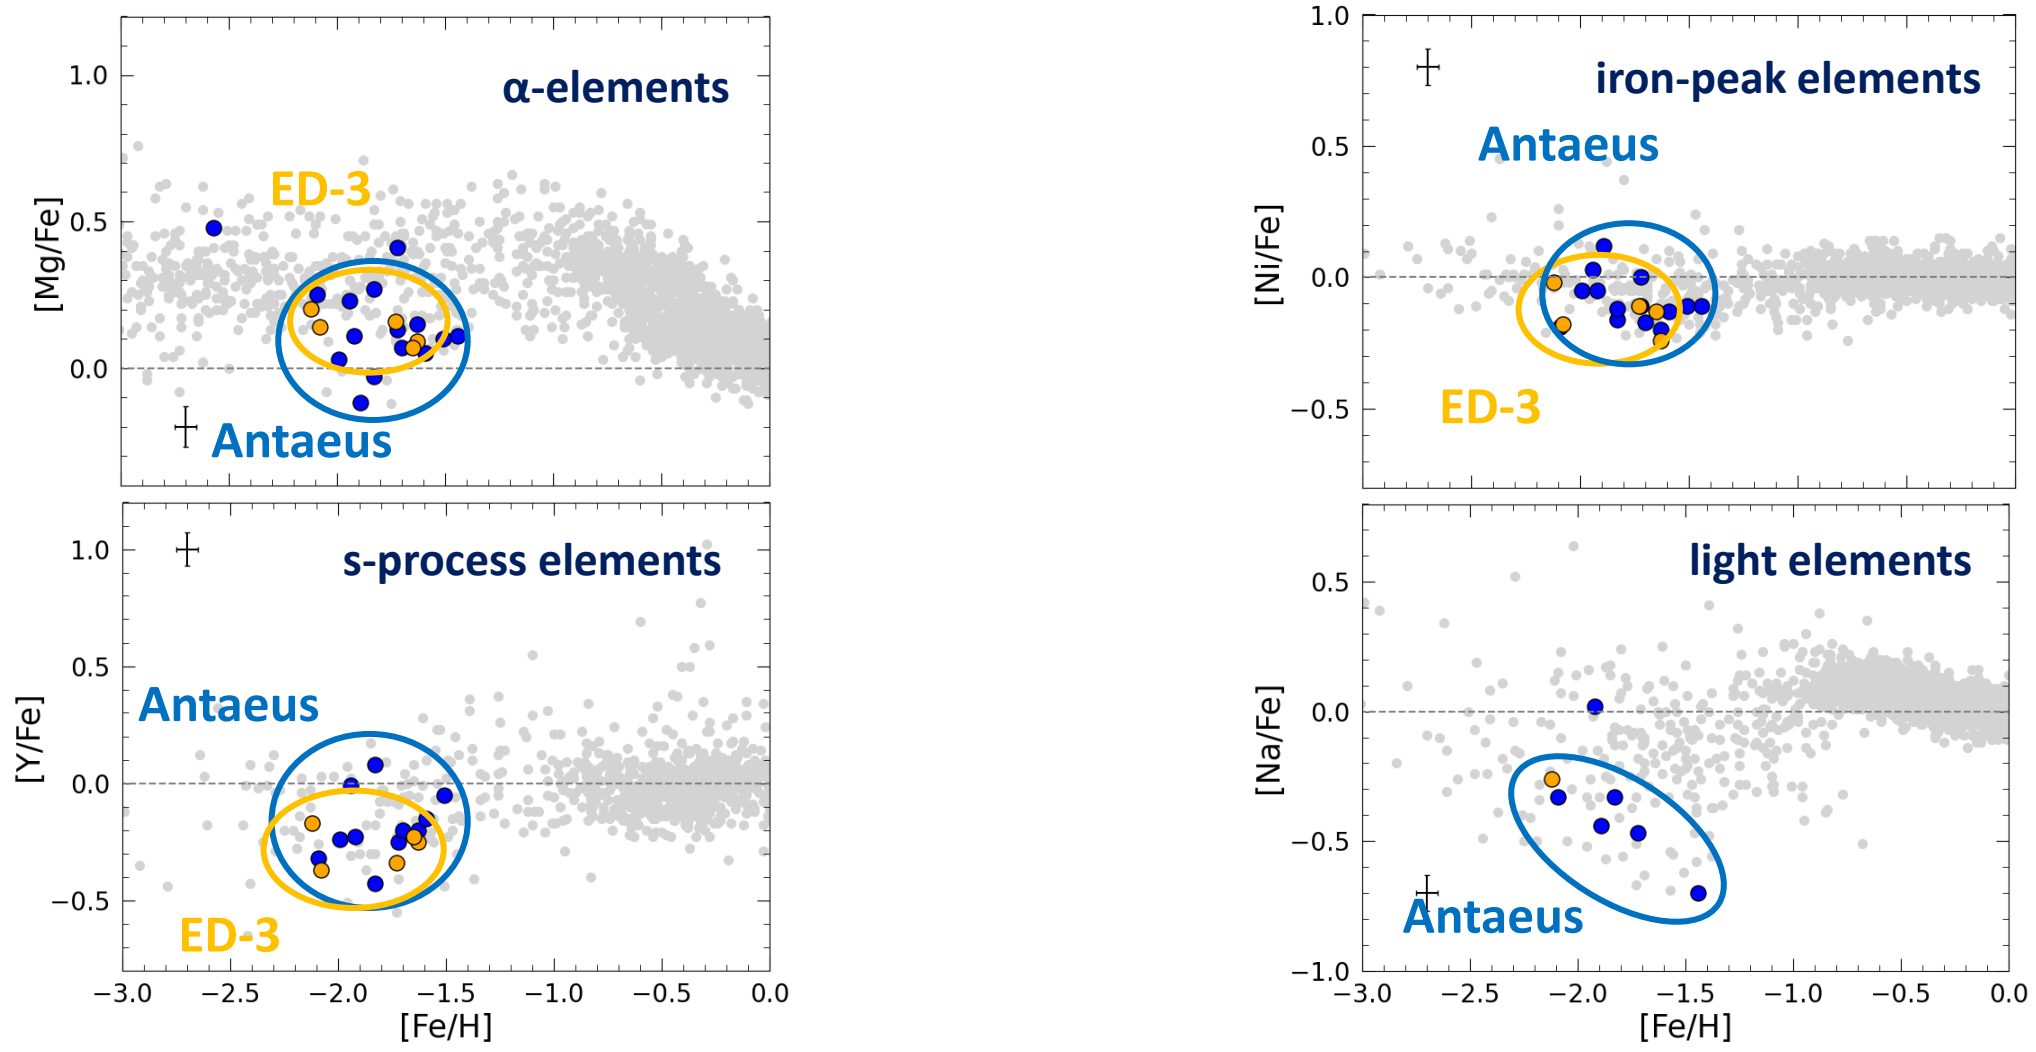 α-elements
1.0
ED-3
0.5
[Mg/Fe]
0.0
Antaeus
1.0
iron-peak elements
Antaeus
0.5
[Ni/Fe]
0.0
ED-3
−0.5
s-process elements
1.0
0.5
Antaeus
[Y/Fe]
0.0
−0.5
ED-3
−3.0 −2.5 −2.0 −1.5 −1.0 −0.5 0.0
[Fe/H]
light elements
0.5
[Na/Fe]
0.0
−0.5
Antaeus
−1.0
−3.0 −2.5 −2.0 −1.5 −1.0 −0.5 0.0
[Fe/H]